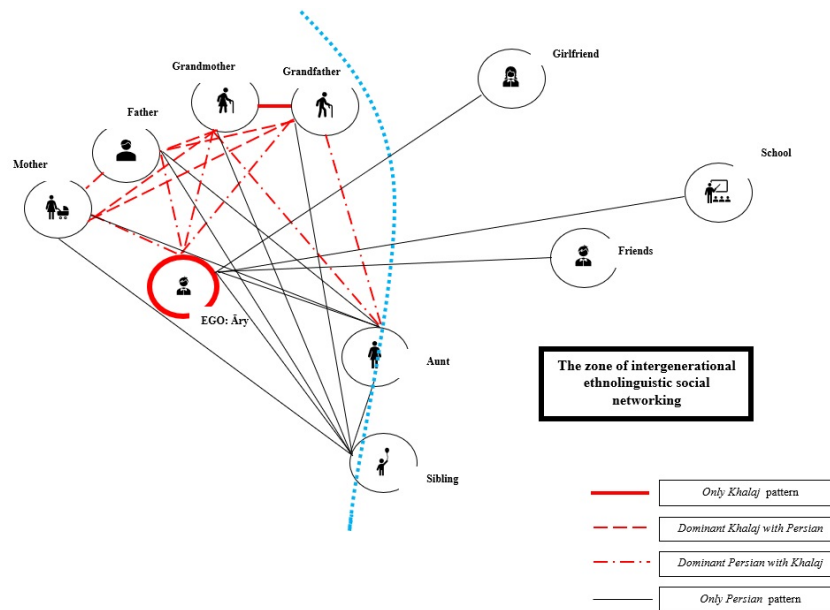 Girlfriend
Grandmother
Grandfather
Father
School
Mother
Friends
EGO: Äry
Aunt
The zone of intergenerational
ethnolinguistic social
networking
Sibling
Only Khalaj pattern
Dominant Khalaj with Persian
Dominant Persian with Khalaj
Only Persian pattern